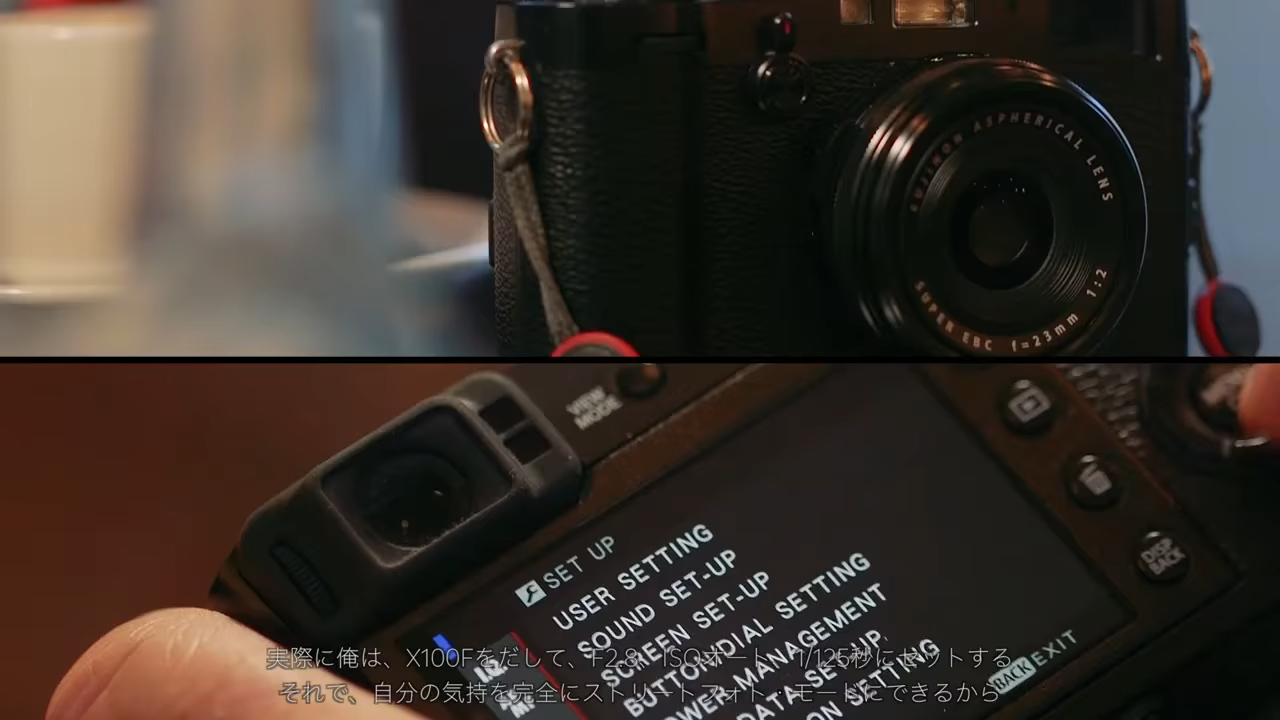 FUJINON ASPHERICAL LENS
SUPER EBC f=23mm 1:2
VIEW
MODE
SET UP
USER SETTING
SOUND SET-UP
SCREEN SET-UP
BUTTON/DIAL SETTING
POWER MANAGEMENT
DATA SET-UP
ON SETTING
BACK EXIT
DISP
BACK
実際に俺は、X100Fをだして、F2.8、ISOオート、1/125秒にセットする
それで、自分の気持を完全にストリートフォト・モードにできるから